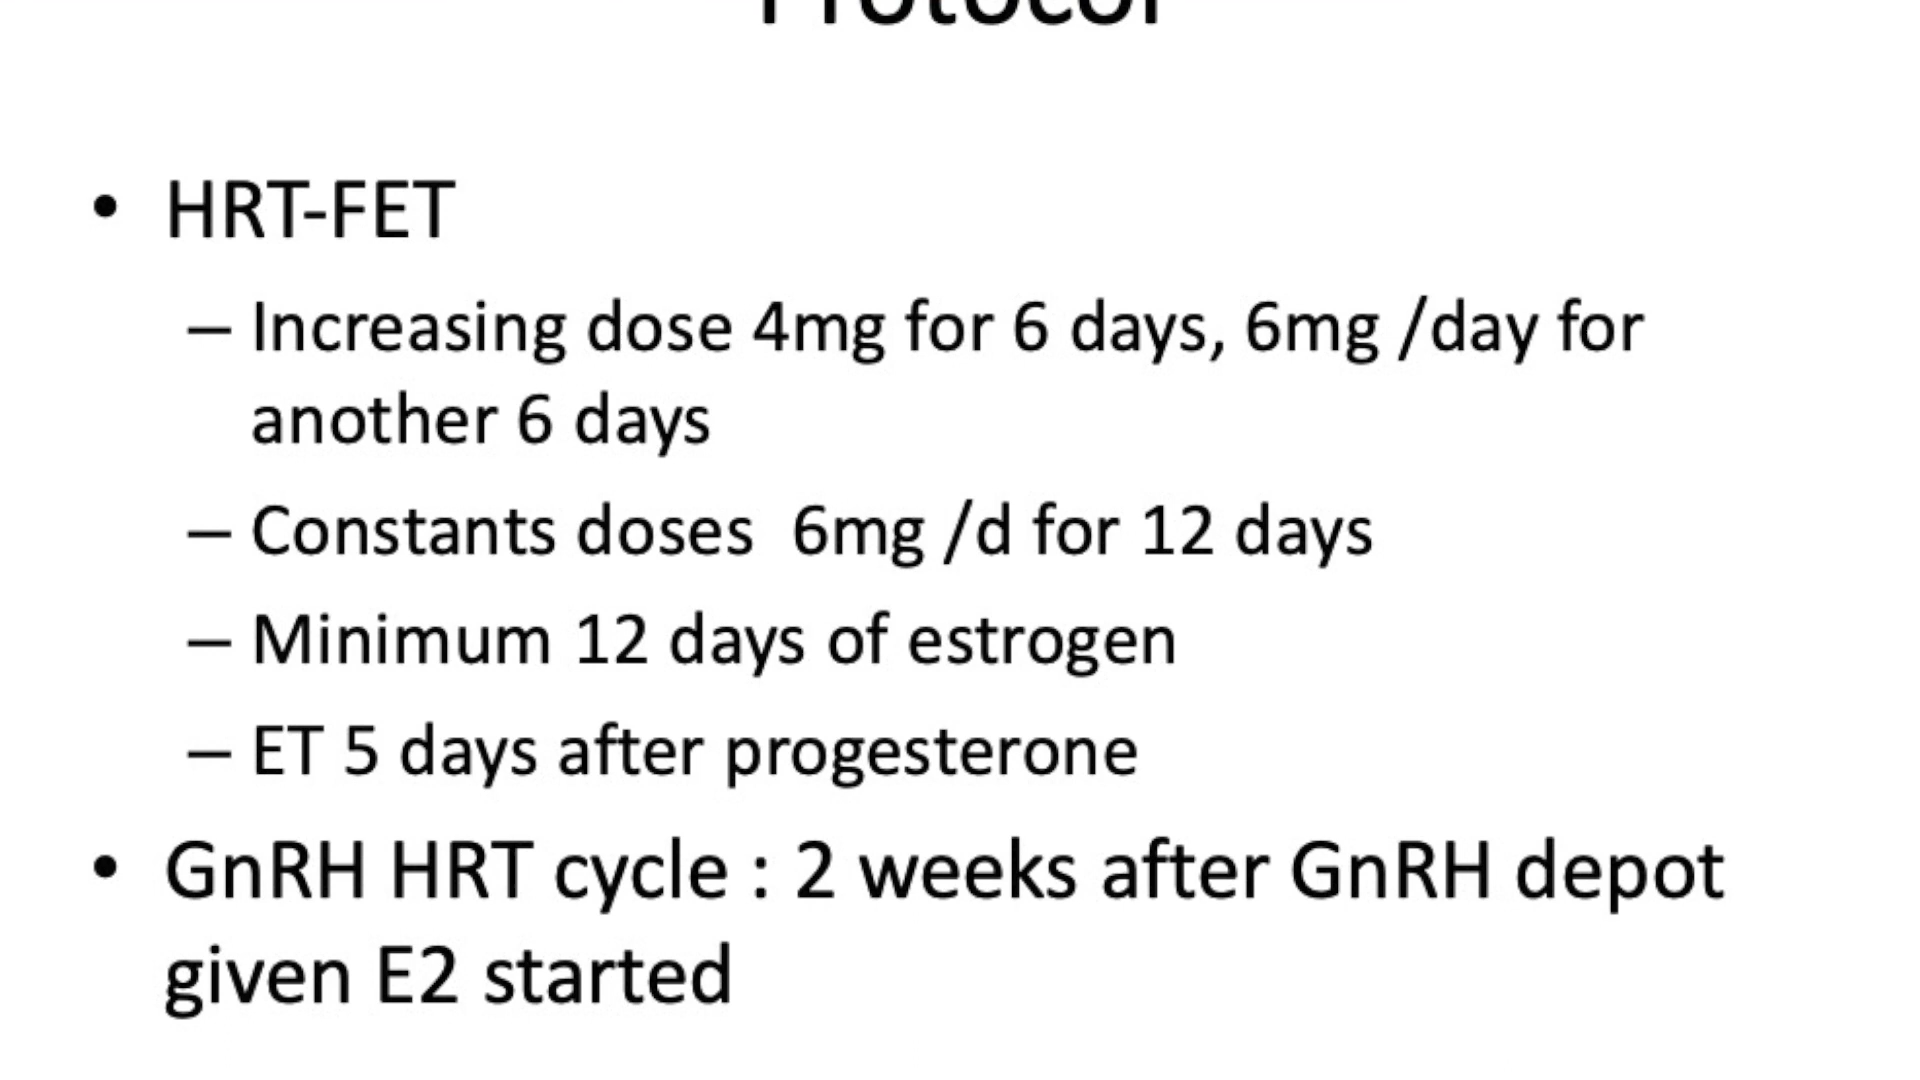 Protocol
• HRT-FET
– Increasing dose 4mg for 6 days, 6mg /day for
another 6 days
– Constants doses  6mg /d for 12 days
– Minimum 12 days of estrogen
– ET 5 days after progesterone
• GnRH HRT cycle : 2 weeks after GnRH depot
given E2 started